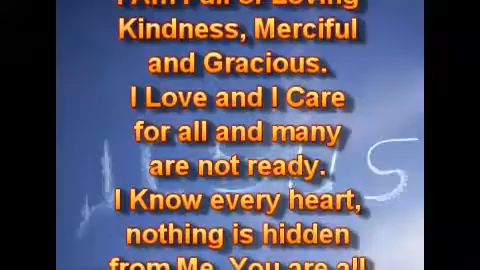 I Am Full of Loving
Kindness, Merciful
and Gracious.
I Love and I Care
for all and many
are not ready.
I Know every heart,
nothing is hidden
from Me. You are all
Jesus